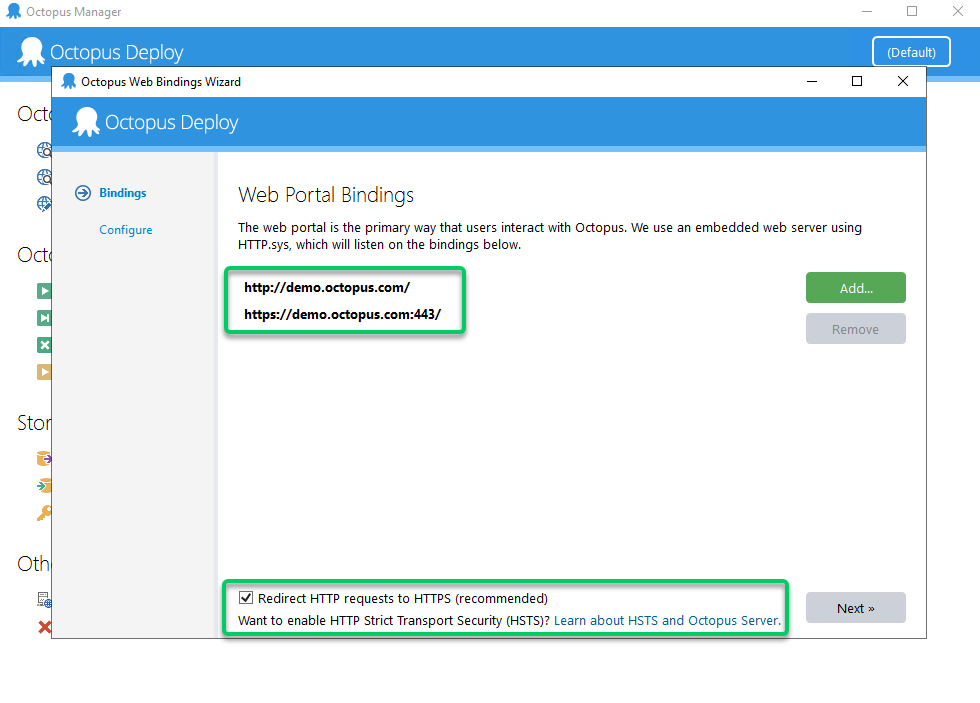 Octopus Manager
Octopus Deploy
(Default)
Octopus Web Bindings Wizard
Octopus Deploy
Octo
Bindings
Configure
Web Portal Bindings
The web portal is the primary way that users interact with Octopus. We use an embedded web server using
HTTP.sys, which will listen on the bindings below.
Octo
http://demo.octopus.com/
https://demo.octopus.com:443/
Add...
Remove
Stor
Oth
Redirect HTTP requests to HTTPS (recommended)
Want to enable HTTP Strict Transport Security (HSTS)? Learn about HSTS and Octopus Server.
Next »